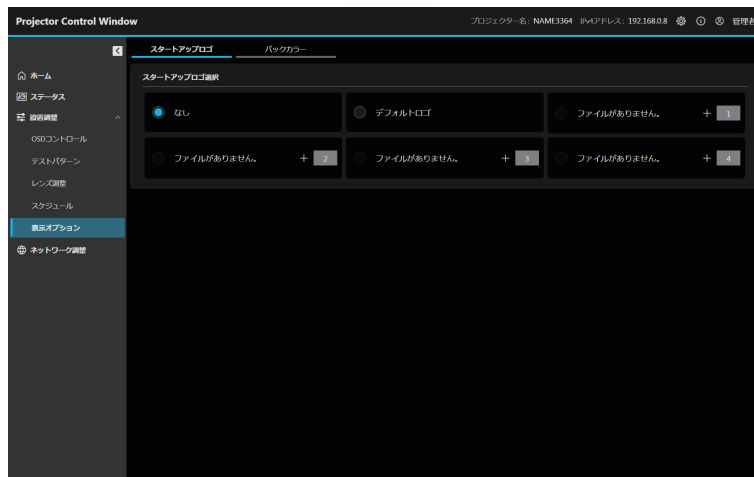 Projector Control Window
プロジェクター名: NAME3364 IPv4アドレス: 192.168.0.8 管理者
スタートアップロゴ バックカラー
ホーム
スタートアップロゴ選択
ステータス
設置調整
なし
デフォルトロゴ
ファイルがありません。 + 1
OSDコントロール
テストパターン
ファイルがありません。 + 2
ファイルがありません。 + 3
ファイルがありません。 + 4
レンズ調整
スケジュール
表示オプション
ネットワーク調整